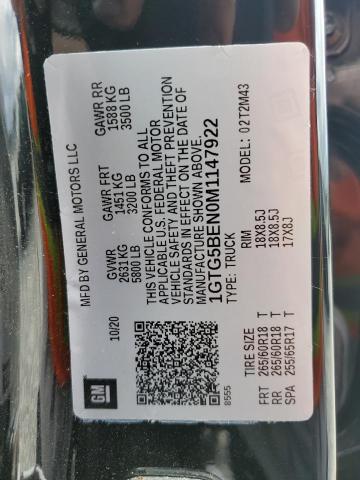 MFD BY GENERAL MOTORS LLC
10/20
GVWR
2631 KG
5800 LB
GAWR FRT
1451 KG
3200 LB
GAWR RR
1588 KG
3500 LB
THIS VEHICLE CONFORMS TO ALL
APPLICABLE U.S. FEDERAL MOTOR
VEHICLE SAFETY AND THEFT PREVENTION
STANDARDS IN EFFECT ON THE DATE OF
MANUFACTURE SHOWN ABOVE.
1GTG5BEN0M1147922
TYPE: TRUCK
02T2M43
GM
8555
TIRE SIZE RIM
FRT 265/60R18 T 18X8.5J
RR 265/60R18 T 18X8.5J
SPA 255/65R17 T 17X8J